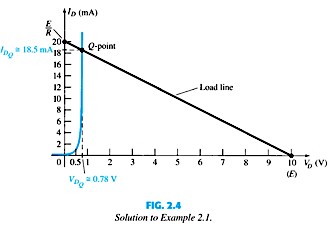 I_D (mA)
E/R
20
I_DQ ≅ 18.5 mA
18
Q-point
16
14
12
10
8
6
4
2
Load line
0 0.5 1 2 3 4 5 6 7 8 9 10 V_D (V)
(E)
V_DQ ≅ 0.78 V
FIG. 2.4
Solution to Example 2.1.